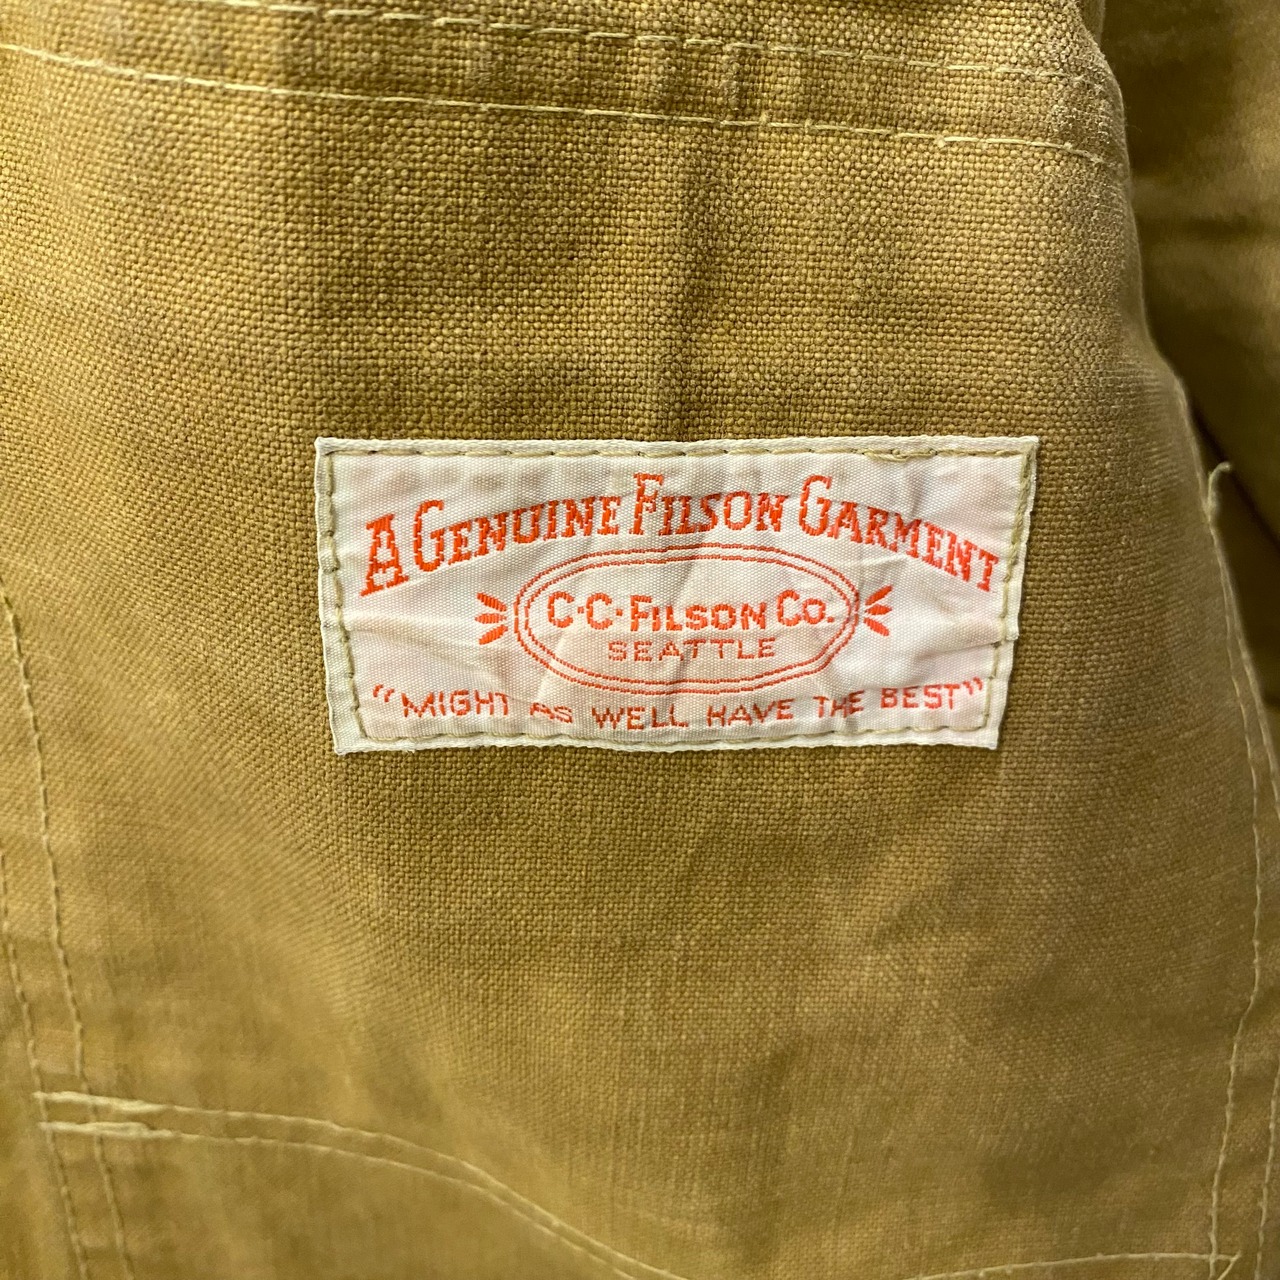 A GENUINE FILSON GARMENT
C·C·FILSON CO.
SEATTLE
"MIGHT AS WELL HAVE THE BEST"